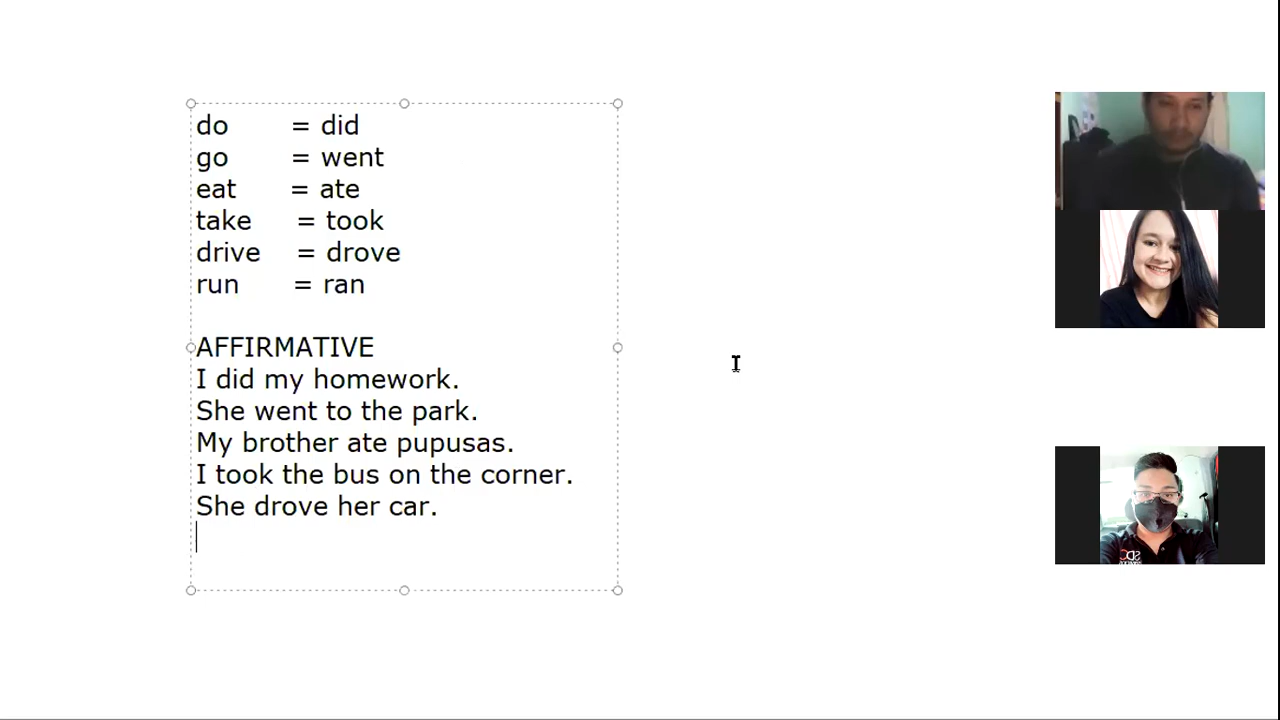 do = did
go = went
eat = ate
take = took
drive = drove
run = ran
AFFIRMATIVE
I did my homework.
She went to the park.
My brother ate pupusas.
I took the bus on the corner.
She drove her car.